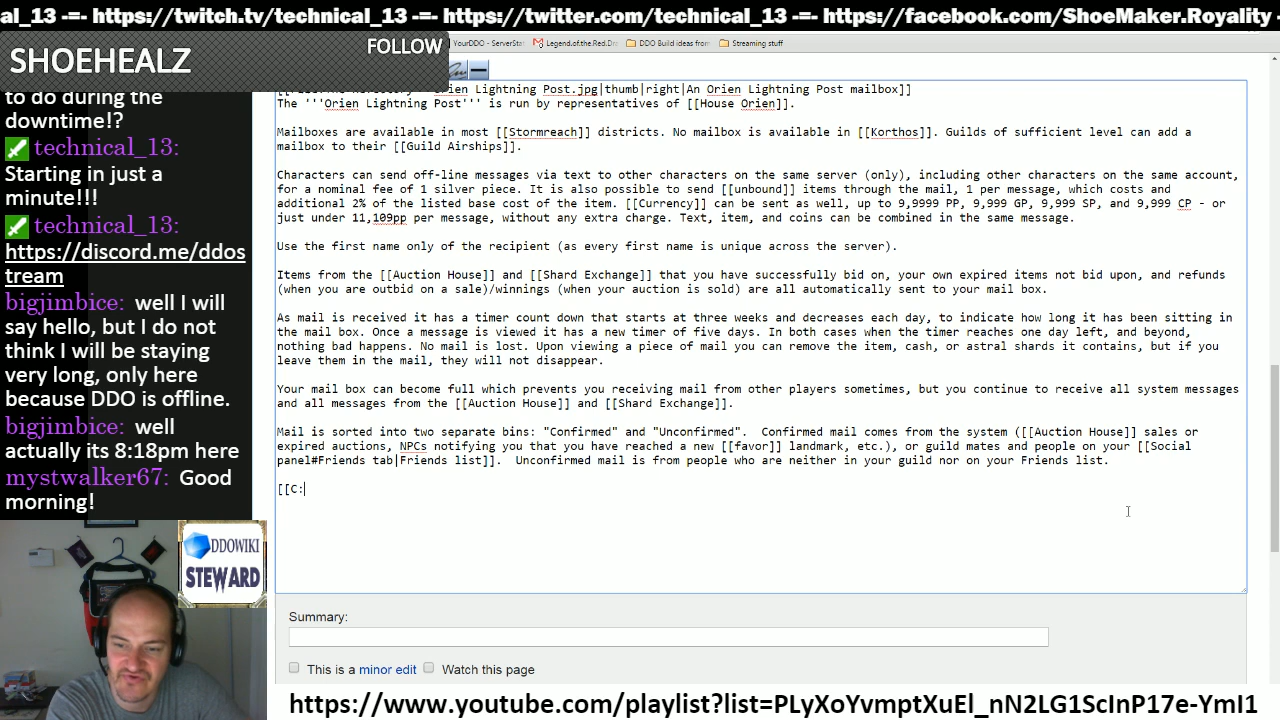 al_13 -=- https://twitch.tv/technical_13 -=- https://twitter.com/technical_13 -=- https://facebook.com/ShoeMaker.Royality -
SHOEHEALZ
FOLLOW
YourDDO - ServerStat
Legend.of.the.Red.Dra
DDO Build ideas from
Streaming stuff
to do during the
downtime!?
technical_13:
Starting in just a
minute!!!
technical_13:
https://discord.me/ddos
tream
bigjimbice: well I will
say hello, but I do not
think I will be staying
very long, only here
because DDO is offline.
bigjimbice: well
actually its 8:18pm here
mystwalker67: Good
morning!
DDOWIKI
STEWARD
Orien Lightning Post.jpg|thumb|right|An Orien Lightning Post mailbox]]
The '''Orien Lightning Post''' is run by representatives of [[House Orien]].
Mailboxes are available in most [[Stormreach]] districts. No mailbox is available in [[Korthos]]. Guilds of sufficient level can add a
mailbox to their [[Guild Airships]].
Characters can send off-line messages via text to other characters on the same server (only), including other characters on the same account,
for a nominal fee of 1 silver piece. It is also possible to send [[unbound]] items through the mail, 1 per message, which costs and
additional 2% of the listed base cost of the item. [[Currency]] can be sent as well, up to 9,9999 PP, 9,999 GP, 9,999 SP, and 9,999 CP - or
just under 11,109pp per message, without any extra charge. Text, item, and coins can be combined in the same message.
Use the first name only of the recipient (as every first name is unique across the server).
Items from the [[Auction House]] and [[Shard Exchange]] that you have successfully bid on, your own expired items not bid upon, and refunds
(when you are outbid on a sale)/winnings (when your auction is sold) are all automatically sent to your mail box.
As mail is received it has a timer count down that starts at three weeks and decreases each day, to indicate how long it has been sitting in
the mail box. Once a message is viewed it has a new timer of five days. In both cases when the timer reaches one day left, and beyond,
nothing bad happens. No mail is lost. Upon viewing a piece of mail you can remove the item, cash, or astral shards it contains, but if you
leave them in the mail, they will not disappear.
Your mail box can become full which prevents you receiving mail from other players sometimes, but you continue to receive all system messages
and all messages from the [[Auction House]] and [[Shard Exchange]].
Mail is sorted into two separate bins: "Confirmed" and "Unconfirmed".  Confirmed mail comes from the system ([[Auction House]] sales or
expired auctions, NPCs notifying you that you have reached a new [[favor]] landmark, etc.), or guild mates and people on your [[Social
panel#Friends tab|Friends list]].  Unconfirmed mail is from people who are neither in your guild nor on your Friends list.
[[C:
Summary:
This is a minor edit
Watch this page
https://www.youtube.com/playlist?list=PLyXoYvmptXuEl_nN2LG1ScInP17e-YmI1